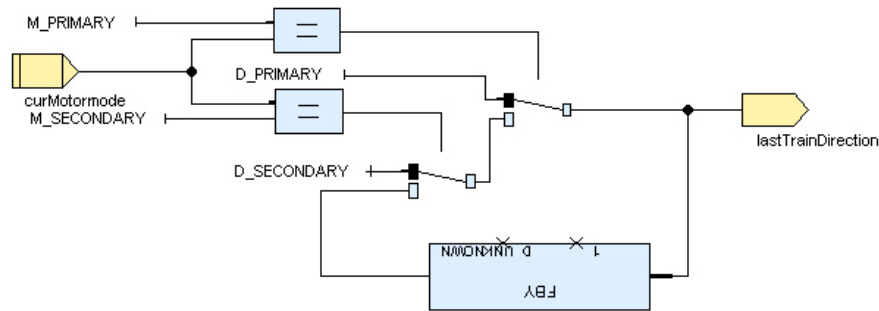 M_PRIMARY
=
D_PRIMARY
curMotormode
M_SECONDARY
=
lastTrainDirection
D_SECONDARY
1 D_UNKNOWN
FBY